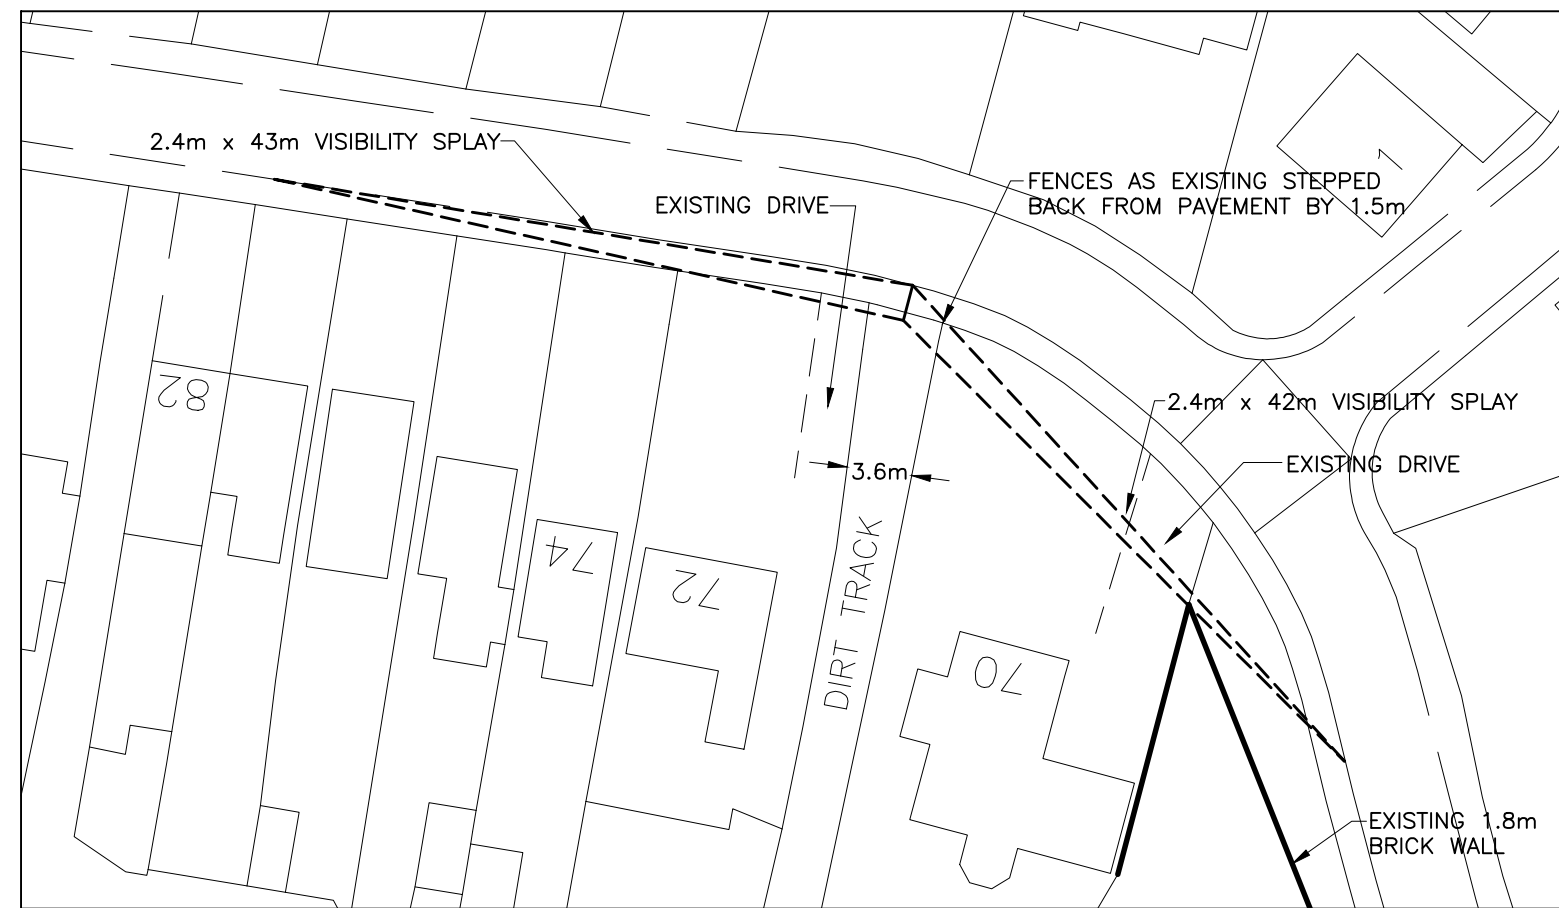 2.4m x 43m VISIBILITY SPLAY
EXISTING DRIVE
FENCES AS EXISTING STEPPED
BACK FROM PAVEMENT BY 1.5m
1
2.4m x 42m VISIBILITY SPLAY
EXISTING DRIVE
3.6m
82
74
72
DIRT TRACK
70
EXISTING 1.8m
BRICK WALL